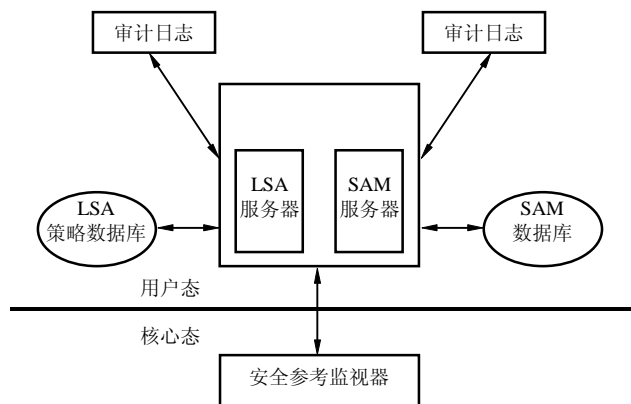 审计日志
审计日志
LSA
服务器
SAM
服务器
LSA
策略数据库
SAM
数据库
用户态
核心态
安全参考监视器